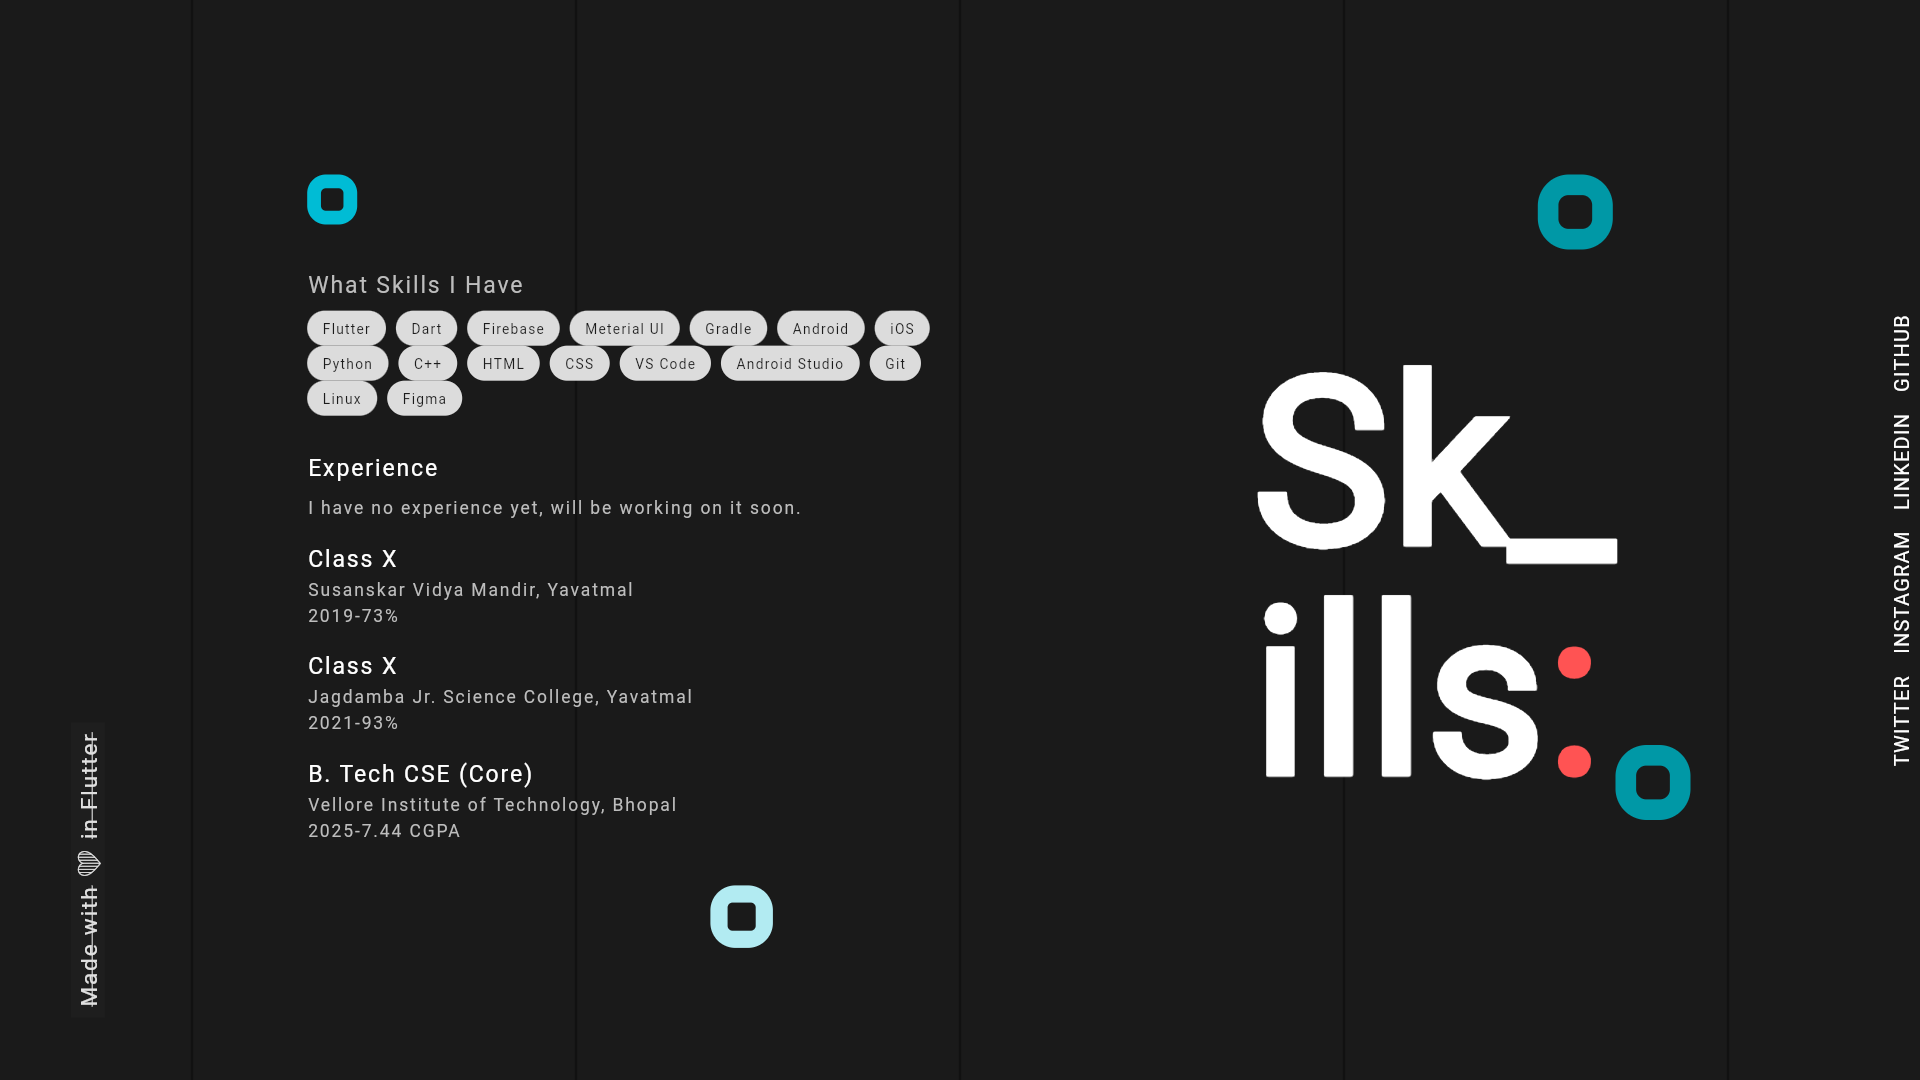 What Skills I Have
Flutter Dart Firebase Meterial UI Gradle Android iOS
Python C++ HTML CSS VS Code Android Studio Git
Linux Figma
Experience
I have no experience yet, will be working on it soon.
Class X
Susanskar Vidya Mandir, Yavatmal
2019-73%
Class X
Jagdamba Jr. Science College, Yavatmal
2021-93%
B. Tech CSE (Core)
Vellore Institute of Technology, Bhopal
2025-7.44 CGPA
Sk_
ills:
Made with 🤍 in Flutter
TWITTER INSTAGRAM LINKEDIN GITHUB